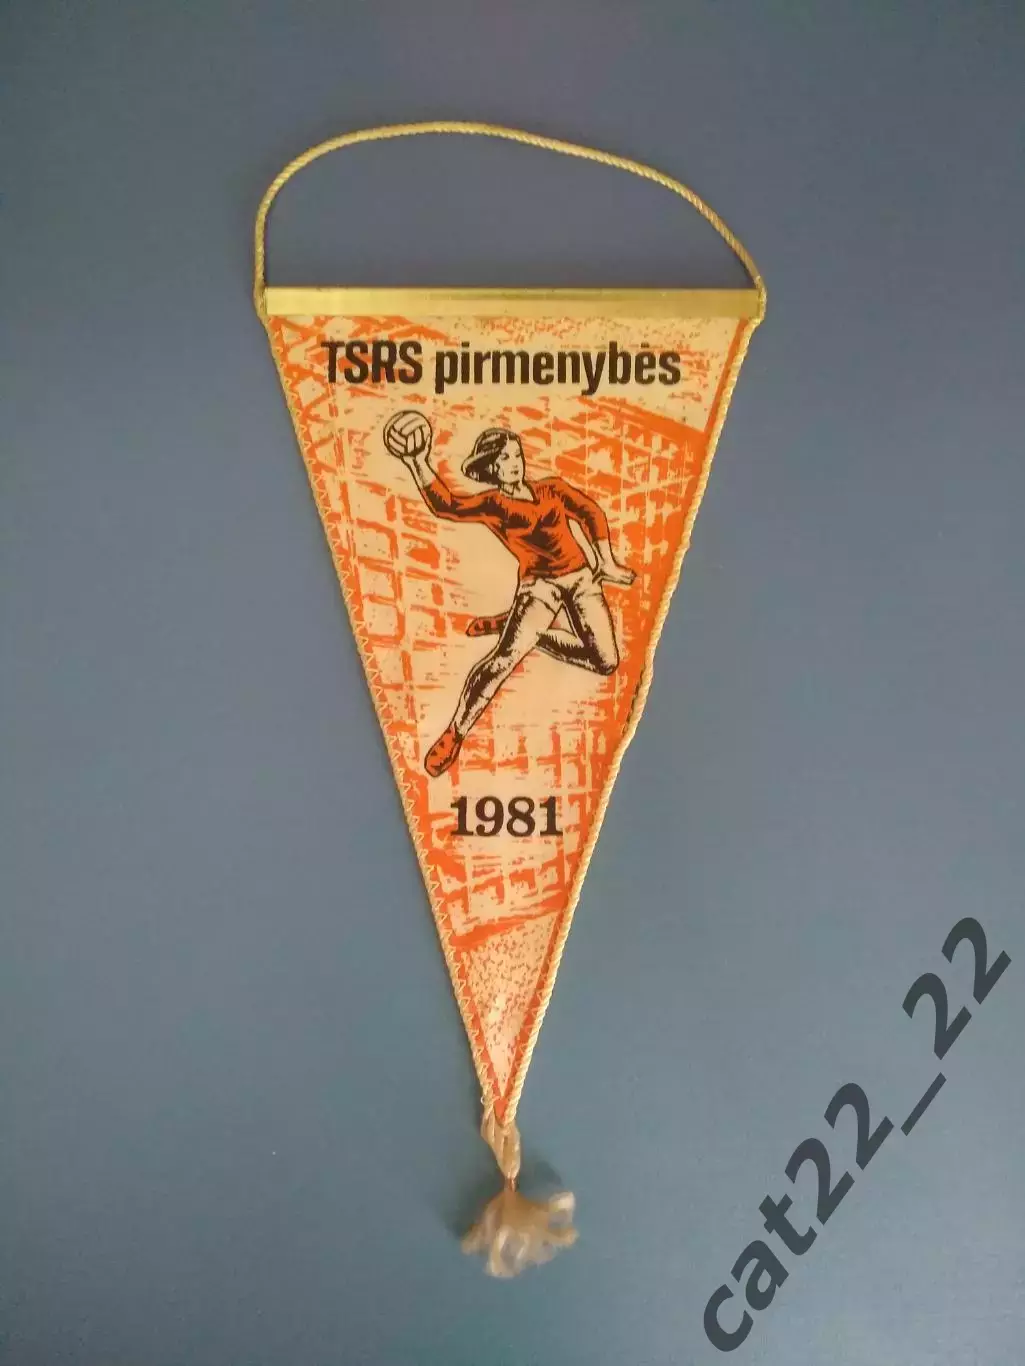 TSRS pirmenybės
1981
cat22_22